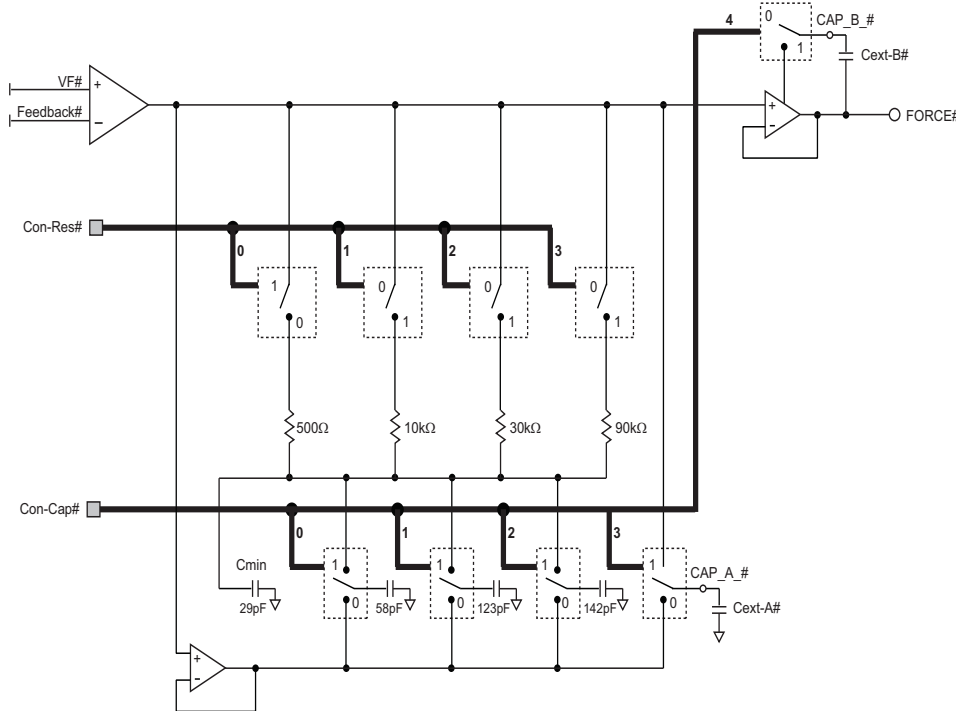 4
0
CAP_B_#
1
Cext-B#
VF#
+
Feedback#
−
+
−
FORCE#
Con-Res#
0
1
2
3
1
0
0
1
0
1
0
1
500Ω
10kΩ
30kΩ
90kΩ
Con-Cap#
0
1
2
3
Cmin
29pF
1
0
58pF
1
0
123pF
1
0
142pF
1
0
CAP_A_#
Cext-A#
+
−